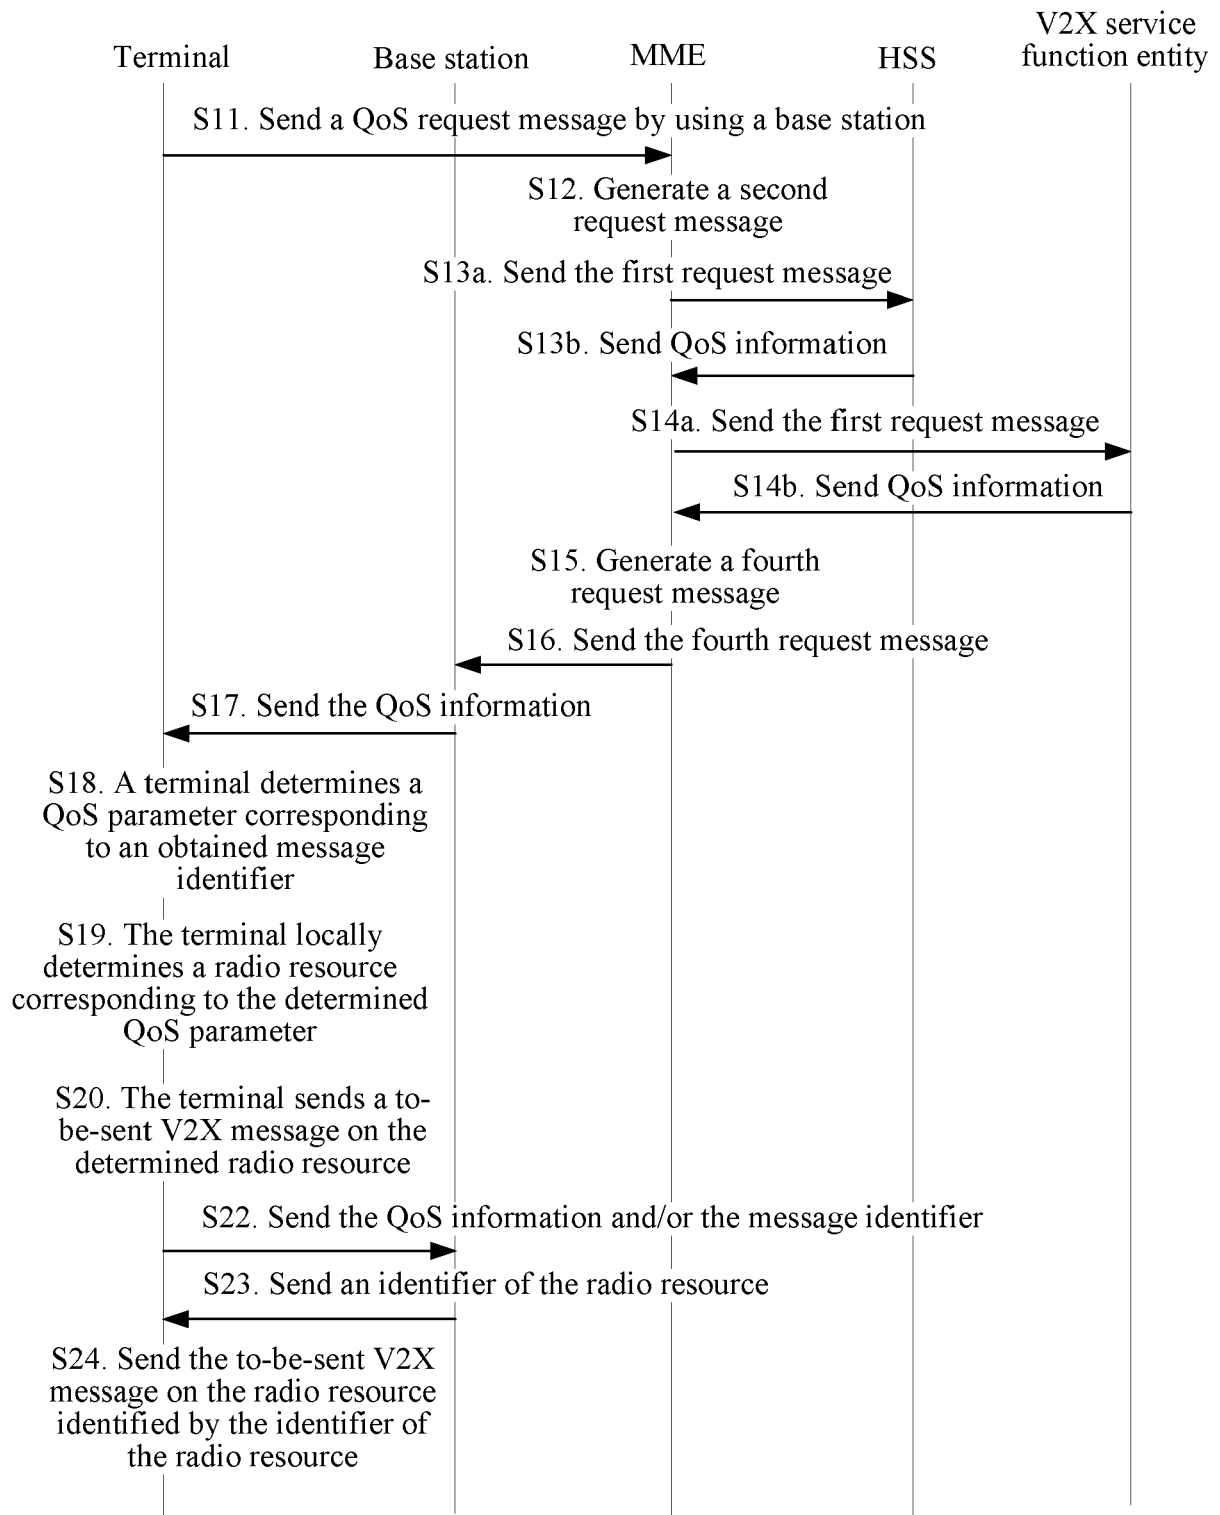 Terminal
Base station
MME
HSS
V2X service
function entity
S11. Send a QoS request message by using a base station
S12. Generate a second
request message
S13a. Send the first request message
S13b. Send QoS information
S14a. Send the first request message
S14b. Send QoS information
S15. Generate a fourth
request message
S16. Send the fourth request message
S17. Send the QoS information
S18. A terminal determines a
QoS parameter corresponding
to an obtained message
identifier
S19. The terminal locally
determines a radio resource
corresponding to the determined
QoS parameter
S20. The terminal sends a to-
be-sent V2X message on the
determined radio resource
S22. Send the QoS information and/or the message identifier
S23. Send an identifier of the radio resource
S24. Send the to-be-sent V2X
message on the radio resource
identified by the identifier of
the radio resource